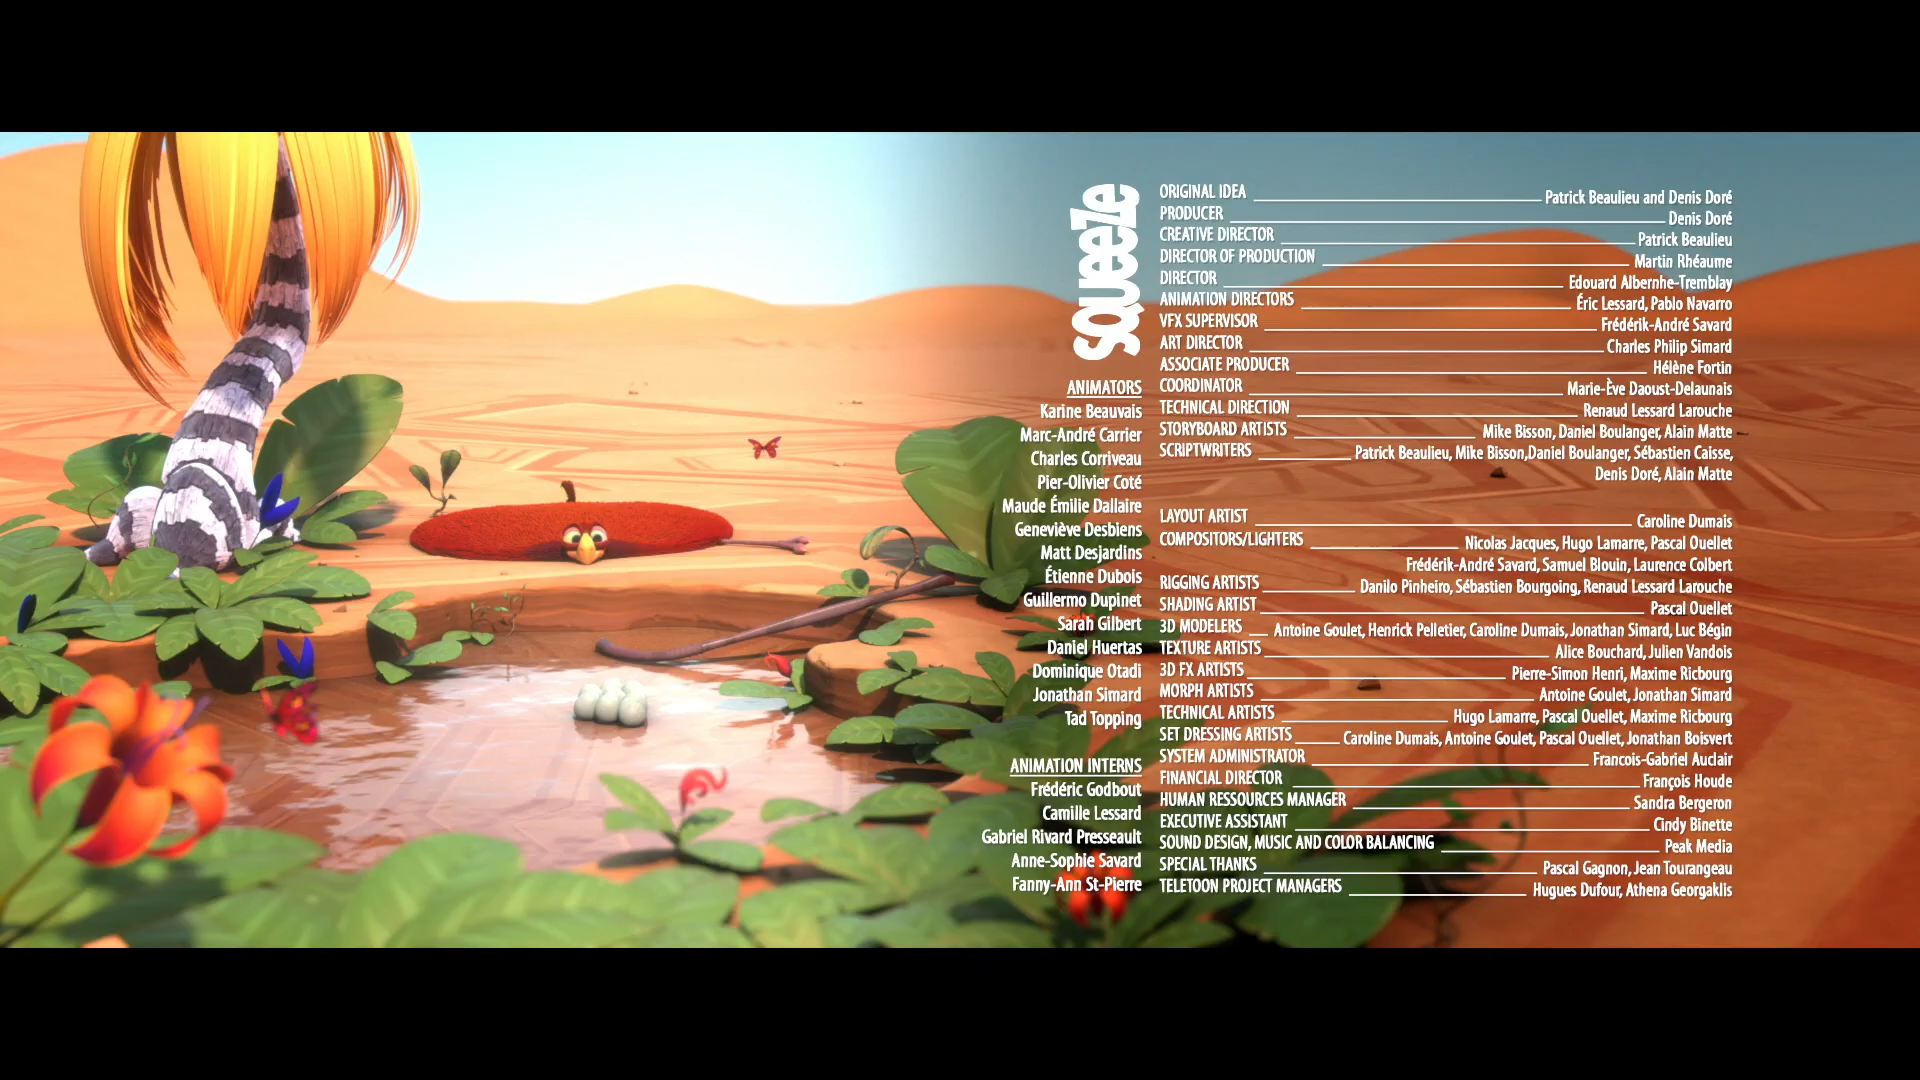 squeeze
ANIMATORS
Karine Beauvais
Marc-André Carrier
Charles Corriveau
Pier-Olivier Coté
Maude Émilie Dallaire
Geneviève Desbiens
Matt Desjardins
Étienne Dubois
Guillermo Dupinet
Sarah Gilbert
Daniel Huertas
Dominique Otadi
Jonathan Simard
Tad Topping
ANIMATION INTERNS
Frédéric Godbout
Camille Lessard
Gabriel Rivard Presseault
Anne-Sophie Savard
Fanny-Ann St-Pierre
ORIGINAL IDEA Patrick Beaulieu and Denis Doré
PRODUCER Denis Doré
CREATIVE DIRECTOR Patrick Beaulieu
DIRECTOR OF PRODUCTION Martin Rhéaume
DIRECTOR Edouard Albernhe-Tremblay
ANIMATION DIRECTORS Éric Lessard, Pablo Navarro
VFX SUPERVISOR Frédérik-André Savard
ART DIRECTOR Charles Philip Simard
ASSOCIATE PRODUCER Hélène Fortin
COORDINATOR Marie-Ève Daoust-Delaunais
TECHNICAL DIRECTION Renaud Lessard Larouche
STORYBOARD ARTISTS Mike Bisson, Daniel Boulanger, Alain Matte
SCRIPTWRITERS Patrick Beaulieu, Mike Bisson,Daniel Boulanger, Sébastien Caisse,
Denis Doré, Alain Matte
LAYOUT ARTIST Caroline Dumais
COMPOSITORS/LIGHTERS Nicolas Jacques, Hugo Lamarre, Pascal Ouellet
Frédérik-André Savard, Samuel Blouin, Laurence Colbert
RIGGING ARTISTS Danilo Pinheiro, Sébastien Bourgoing, Renaud Lessard Larouche
SHADING ARTIST Pascal Ouellet
3D MODELERS Antoine Goulet, Henrick Pelletier, Caroline Dumais, Jonathan Simard, Luc Bégin
TEXTURE ARTISTS Alice Bouchard, Julien Vandois
3D FX ARTISTS Pierre-Simon Henri, Maxime Ricbourg
MORPH ARTISTS Antoine Goulet, Jonathan Simard
TECHNICAL ARTISTS Hugo Lamarre, Pascal Ouellet, Maxime Ricbourg
SET DRESSING ARTISTS Caroline Dumais, Antoine Goulet, Pascal Ouellet, Jonathan Boisvert
SYSTEM ADMINISTRATOR Francois-Gabriel Auclair
FINANCIAL DIRECTOR François Houde
HUMAN RESSOURCES MANAGER Sandra Bergeron
EXECUTIVE ASSISTANT Cindy Binette
SOUND DESIGN, MUSIC AND COLOR BALANCING Peak Media
SPECIAL THANKS Pascal Gagnon, Jean Tourangeau
TELETOON PROJECT MANAGERS Hugues Dufour, Athena Georgaklis